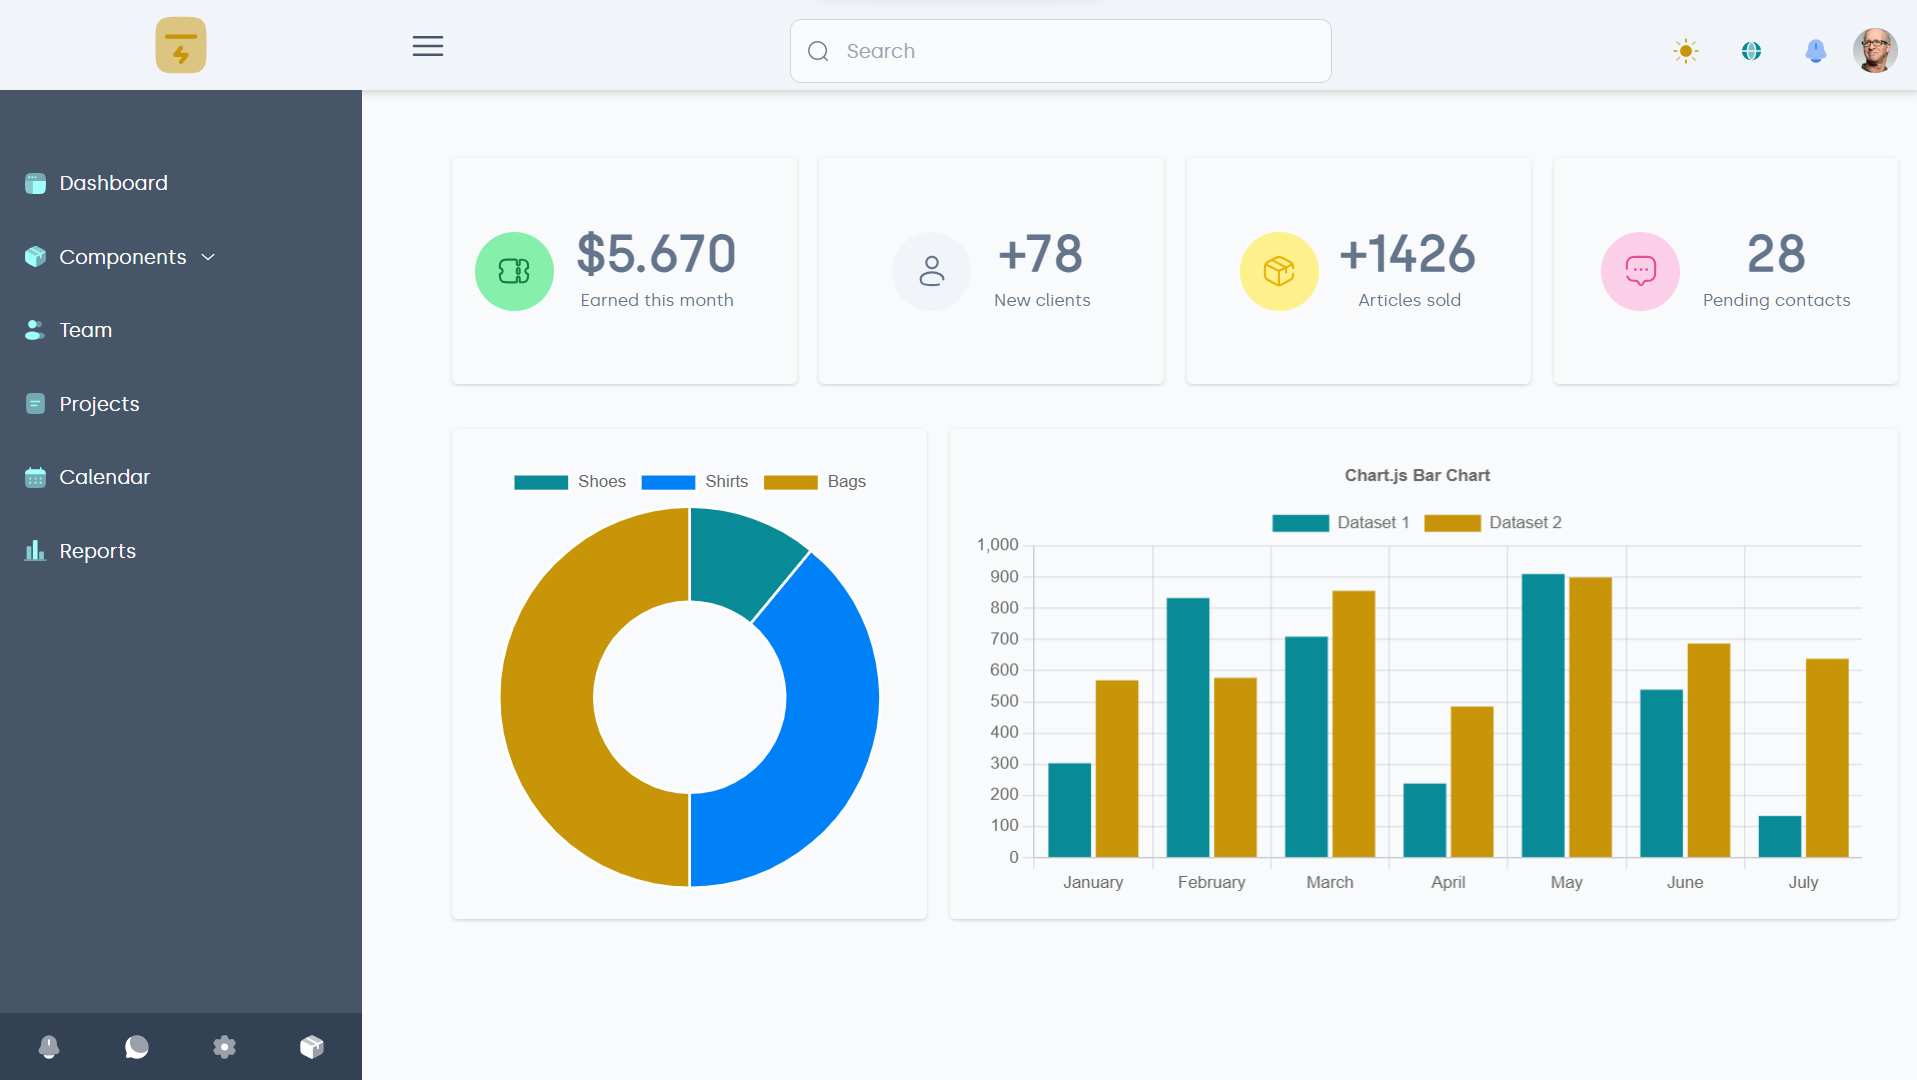 Search
Dashboard
Components
Team
Projects
Calendar
Reports
$5.670
Earned this month
+78
New clients
+1426
Articles sold
28
Pending contacts
Shoes Shirts Bags
Chart.js Bar Chart
Dataset 1 Dataset 2
1,000
900
800
700
600
500
400
300
200
100
0
January February March April May June July